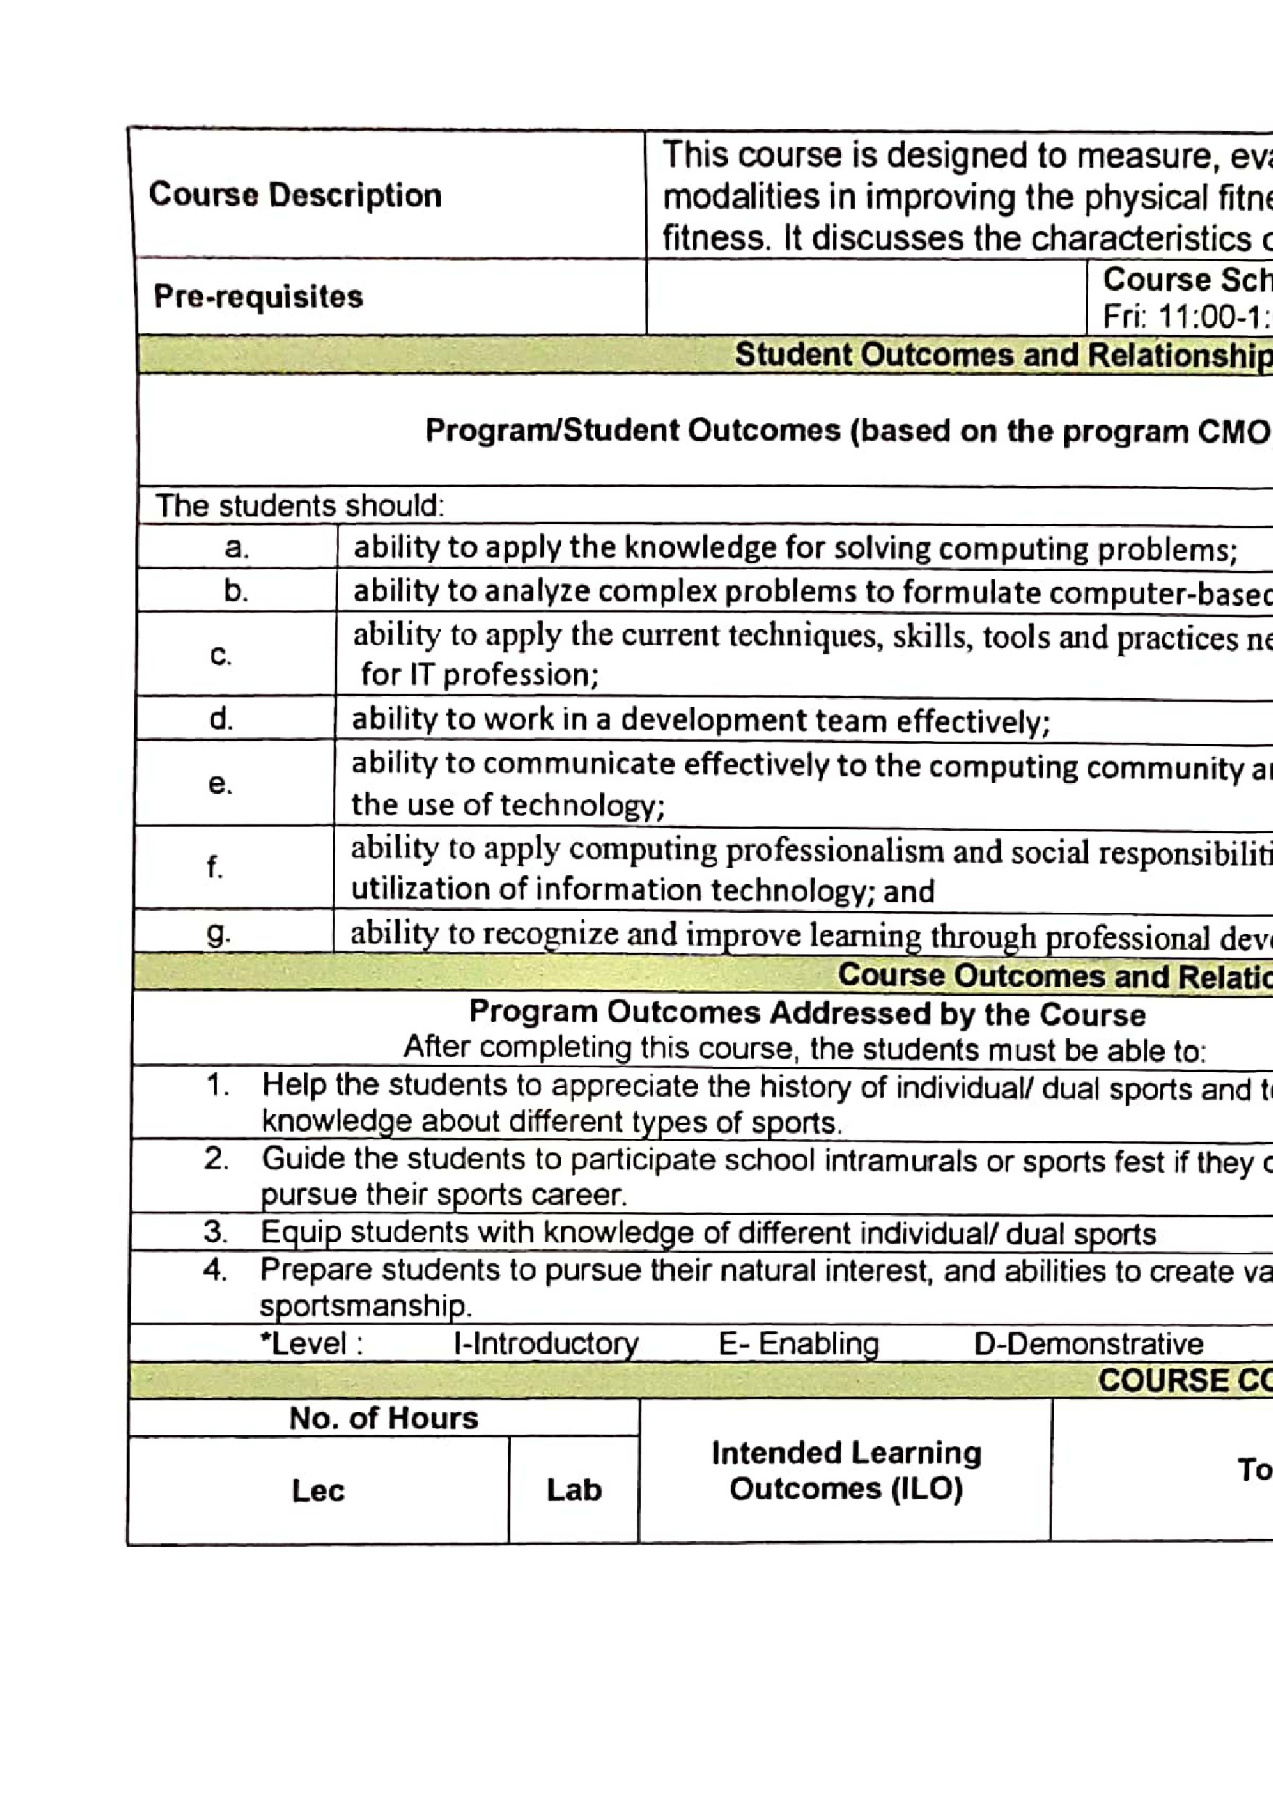 Course Description
This course is designed to measure, eva
modalities in improving the physical fitne
fitness. It discusses the characteristics
Pre-requisites
Course Sch
Fri: 11:00-1:
Student Outcomes and Relationship
Program/Student Outcomes (based on the program CMO
The students should:
a. ability to apply the knowledge for solving computing problems;
b. ability to analyze complex problems to formulate computer-based
c. ability to apply the current techniques, skills, tools and practices ne
for IT profession;
d. ability to work in a development team effectively;
e. ability to communicate effectively to the computing community a
the use of technology;
f. ability to apply computing professionalism and social responsibiliti
utilization of information technology; and
g. ability to recognize and improve learning through professional deve
Course Outcomes and Relatio
Program Outcomes Addressed by the Course
After completing this course, the students must be able to:
1. Help the students to appreciate the history of individual/ dual sports and t
knowledge about different types of sports.
2. Guide the students to participate school intramurals or sports fest if they
pursue their sports career.
3. Equip students with knowledge of different individual/ dual sports
4. Prepare students to pursue their natural interest, and abilities to create va
sportsmanship.
*Level : I-Introductory E- Enabling D-Demonstrative
COURSE CO
No. of Hours
Lec
Lab
Intended Learning
Outcomes (ILO)
To